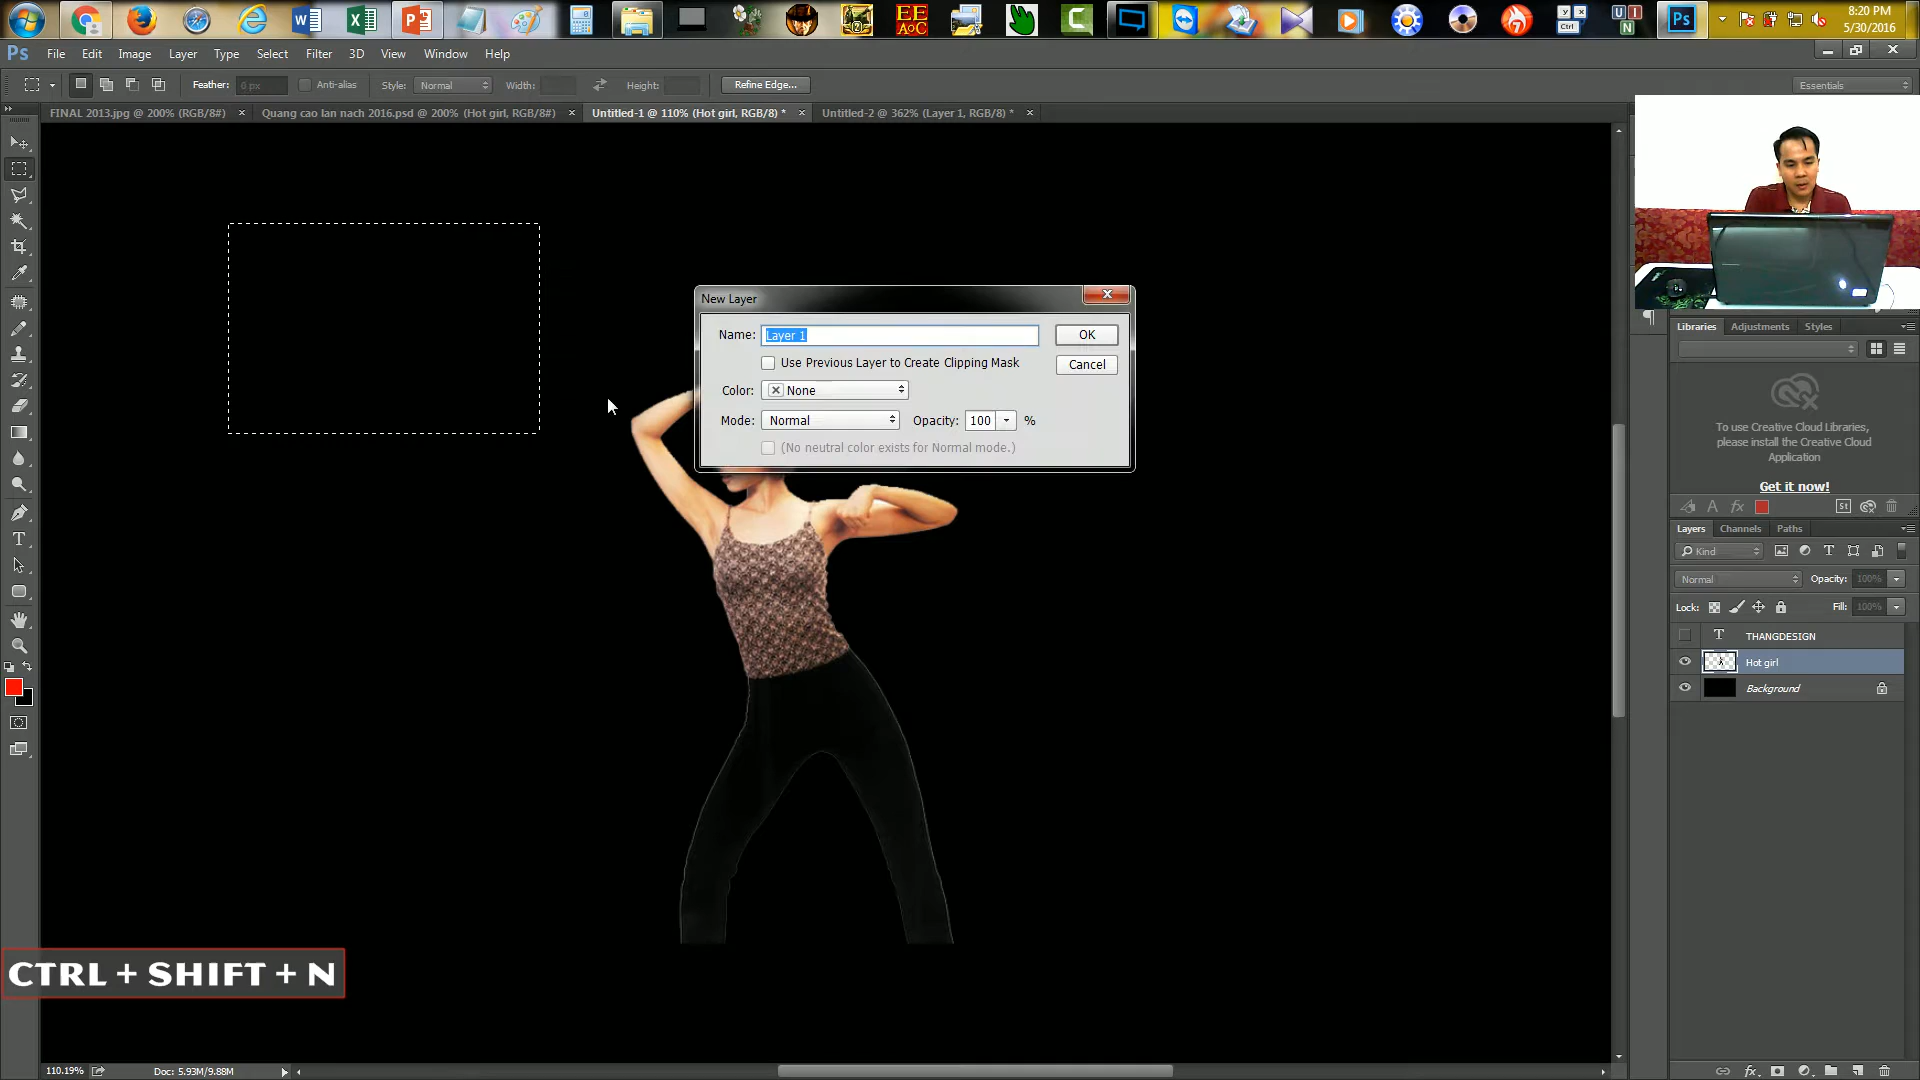 8:20 PM
5/30/2016
Ps File Edit Image Layer Type Select Filter 3D View Window Help
Feather: 0 px Anti-alias Style: Normal Width: Height: Refine Edge... Essentials
FINAL 2013.jpg @ 200% (RGB/8#) Quang cao lan nach 2016.psd @ 200% (Hot girl, RGB/8#) Untitled-1 @ 110% (Hot girl, RGB/8) * Untitled-2 @ 362% (Layer 1, RGB/8) *
New Layer
Name: Layer 1 OK
Use Previous Layer to Create Clipping Mask Cancel
Color: None
Mode: Normal Opacity: 100 %
(No neutral color exists for Normal mode.)
Libraries Adjustments Styles
To use Creative Cloud Libraries,
please install the Creative Cloud
Application
Get it now!
Layers Channels Paths
Kind
Normal Opacity: 100%
Lock: Fill: 100%
THANGDESIGN
Hot girl
Background
CTRL + SHIFT + N
110.19% Doc: 5.93M/9.88M